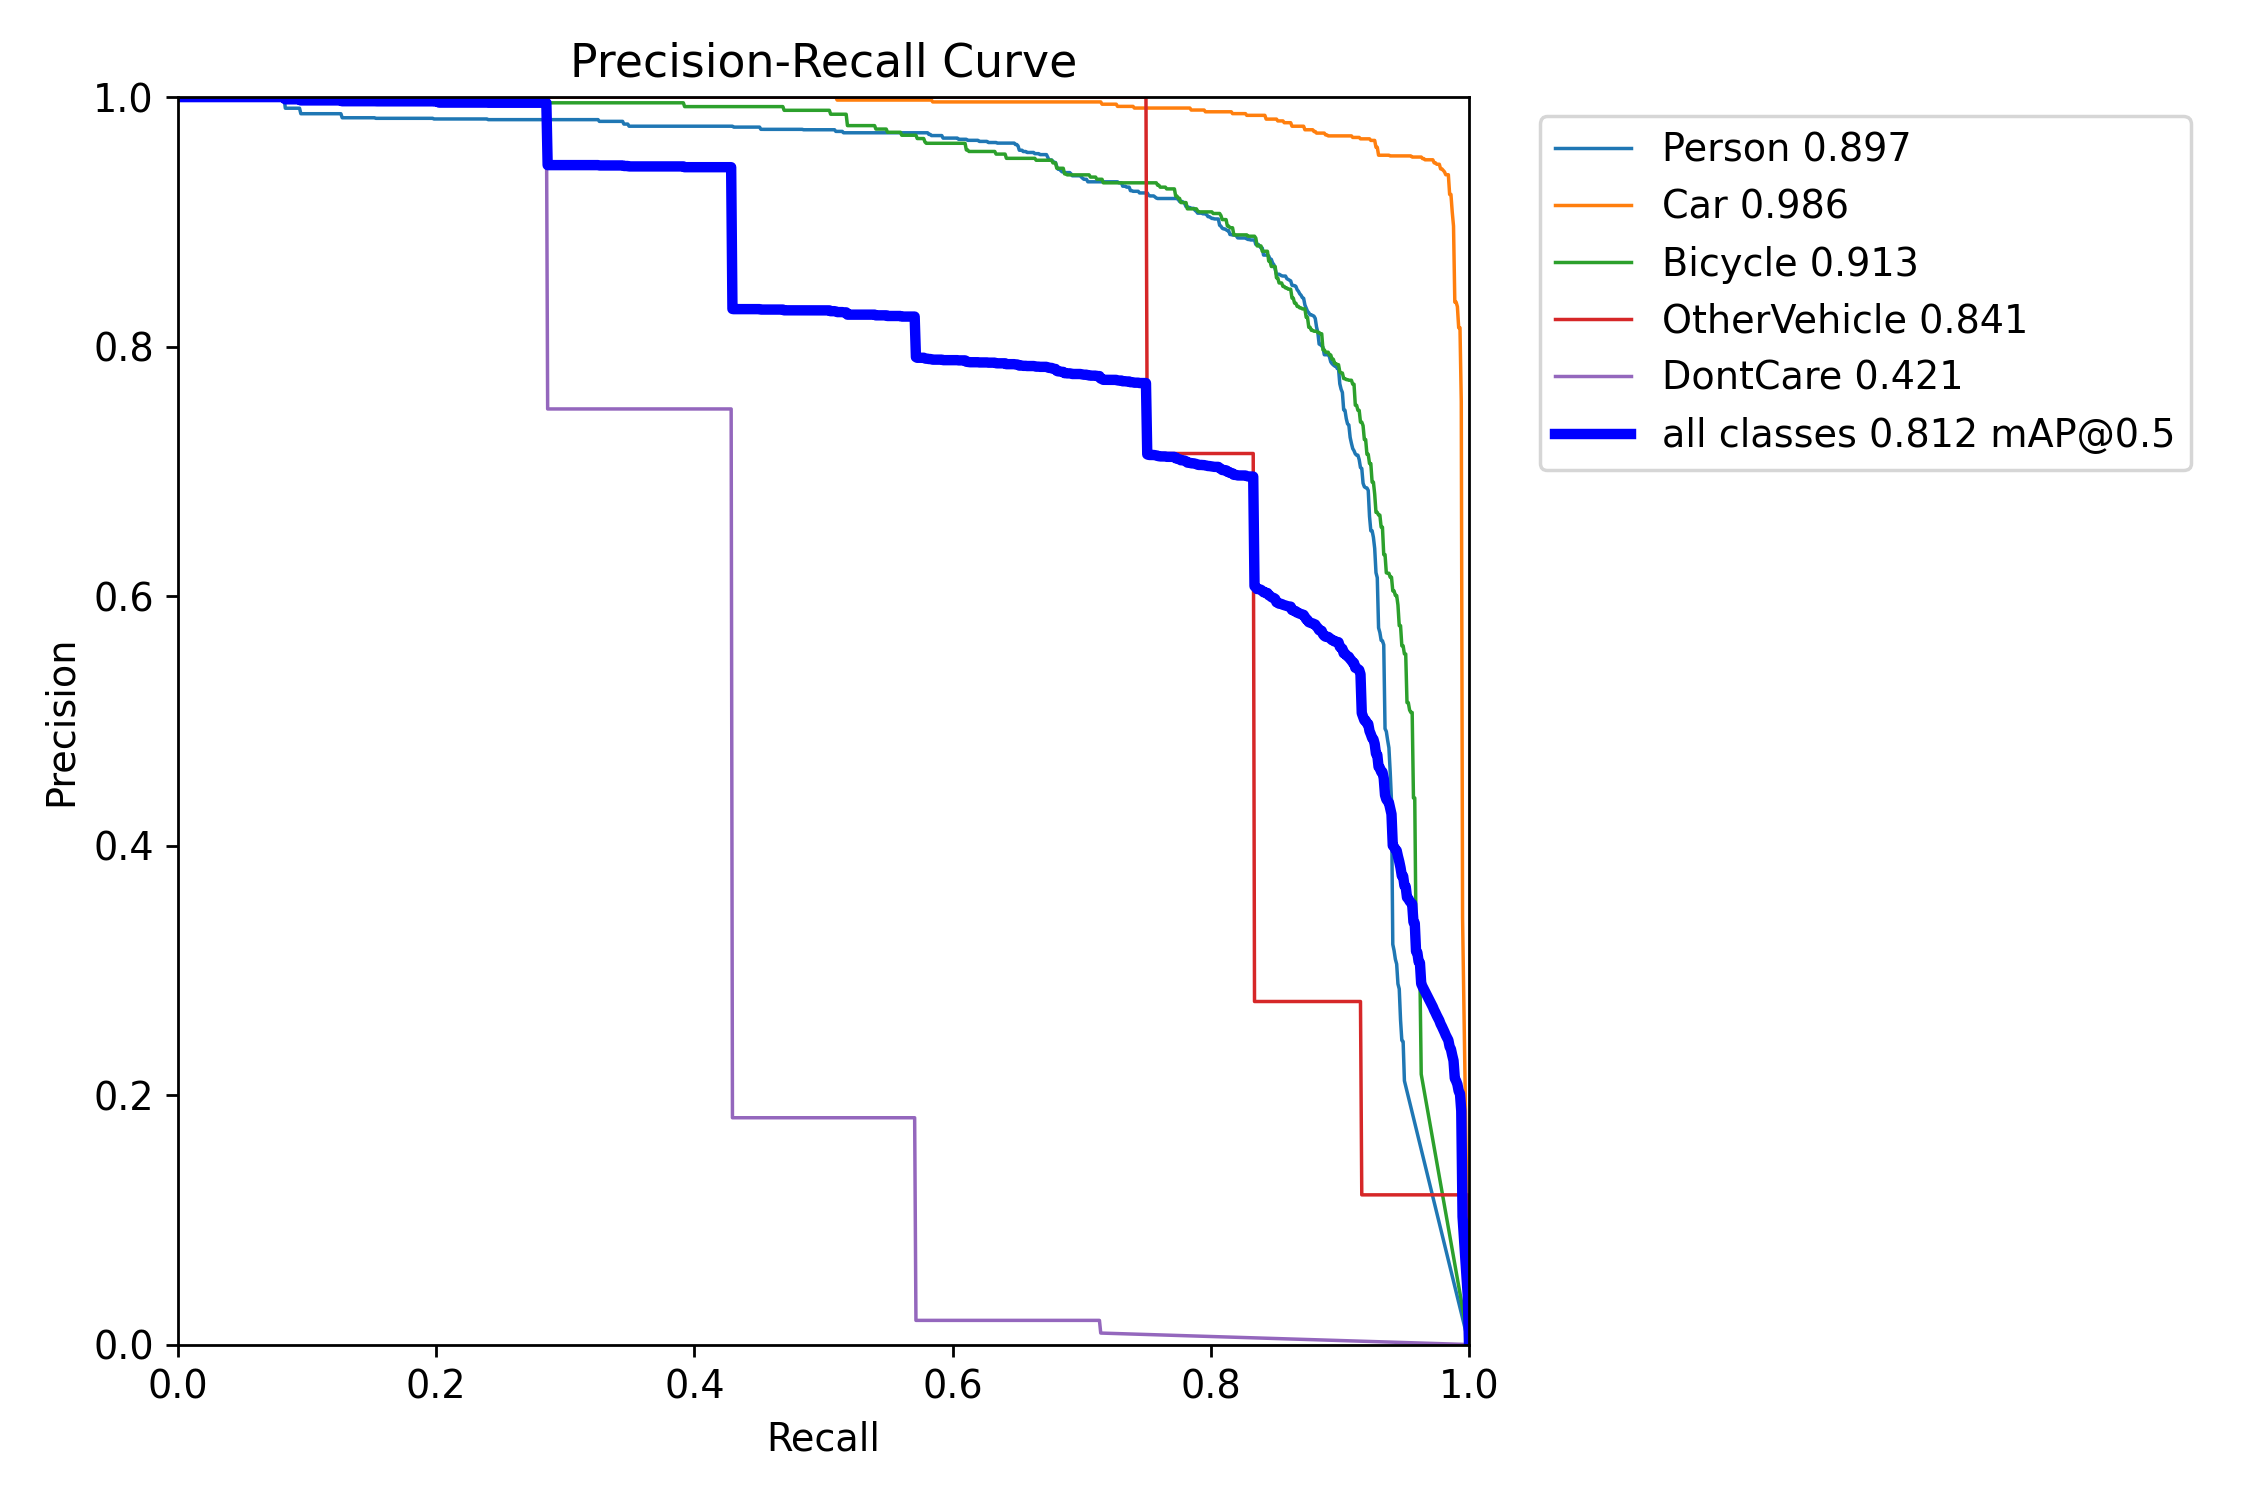 Precision-Recall Curve
1.0
0.8
0.6
0.4
0.2
0.0
Precision
0.0 0.2 0.4 0.6 0.8 1.0
Recall
Person 0.897
Car 0.986
Bicycle 0.913
OtherVehicle 0.841
DontCare 0.421
all classes 0.812 mAP@0.5